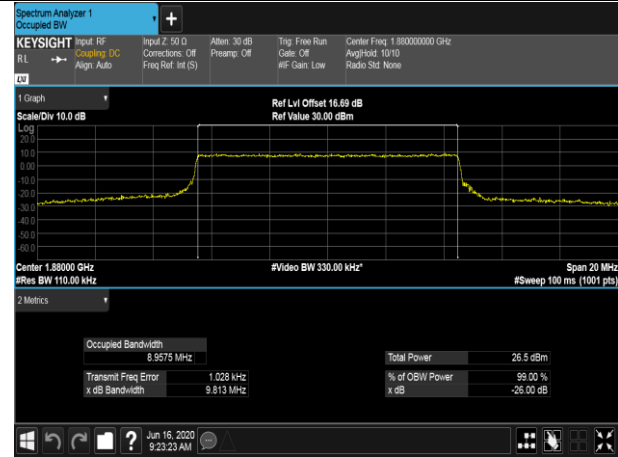 Spectrum Analyzer 1
Occupied BW
+
KEYSIGHT Input: RF Input Z: 50 Ω Atten: 30 dB Trig: Free Run Center Freq: 1.880000000 GHz
RL Coupling: DC Corrections: Off Preamp: Off Gate: Off Avg|Hold: 10/10
Align: Auto Freq Ref: Int (S) #IF Gain: Low Radio Std: None
LXI
1 Graph Ref Lvl Offset 16.69 dB
Scale/Div 10.0 dB Ref Value 30.00 dBm
Log
20.0
10.0
0.00
-10.0
-20.0
-30.0
-40.0
-50.0
-60.0
Center 1.88000 GHz #Video BW 330.00 kHz* Span 20 MHz
#Res BW 110.00 kHz #Sweep 100 ms (1001 pts)
2 Metrics
Occupied Bandwidth
8.9575 MHz Total Power 26.5 dBm
Transmit Freq Error 1.028 kHz % of OBW Power 99.00 %
x dB Bandwidth 9.813 MHz x dB -26.00 dB
? Jun 16, 2020
9:23:23 AM